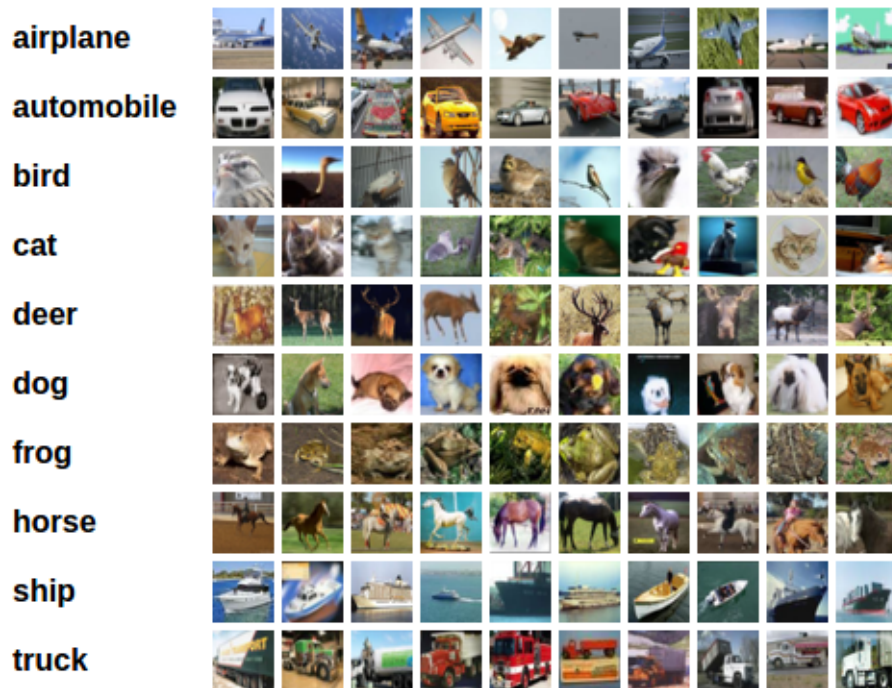 airplane
automobile
bird
cat
deer
dog
frog
horse
ship
truck